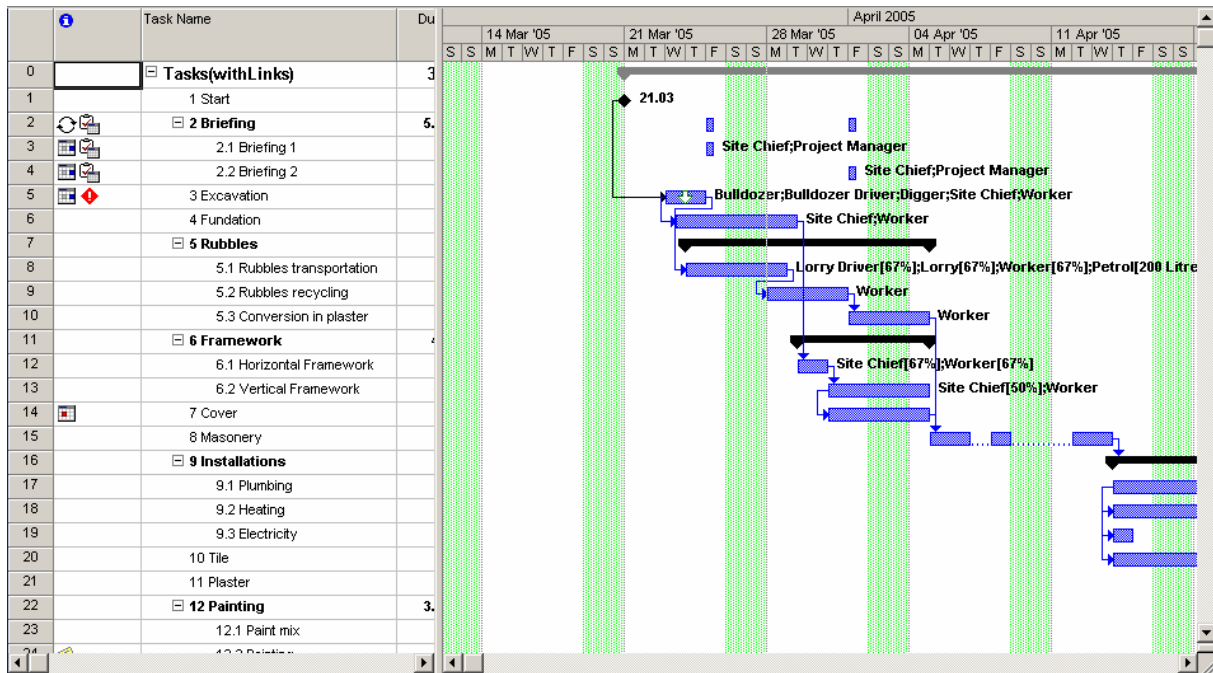 Task Name Du
April 2005
14 Mar '05 21 Mar '05 28 Mar '05 04 Apr '05 11 Apr '05
S S M T W T F S S M T W T F S S M T W T F S S M T W T F S S M T W T F S S
0 Tasks(withLinks) 3
1 1 Start 21.03
2 2 Briefing 5.
3 2.1 Briefing 1 Site Chief;Project Manager
4 2.2 Briefing 2 Site Chief;Project Manager
5 3 Excavation Bulldozer;Bulldozer Driver;Digger;Site Chief;Worker
6 4 Fundation Site Chief;Worker
7 5 Rubbles
8 5.1 Rubbles transportation Lorry Driver[67%];Lorry[67%];Worker[67%];Petrol[200 Litre
9 5.2 Rubbles recycling Worker
10 5.3 Conversion in plaster Worker
11 6 Framework
12 6.1 Horizontal Framework Site Chief[67%];Worker[67%]
13 6.2 Vertical Framework Site Chief[50%];Worker
14 7 Cover
15 8 Masonery
16 9 Installations
17 9.1 Plumbing
18 9.2 Heating
19 9.3 Electricity
20 10 Tile
21 11 Plaster
22 12 Painting 3.
23 12.1 Paint mix